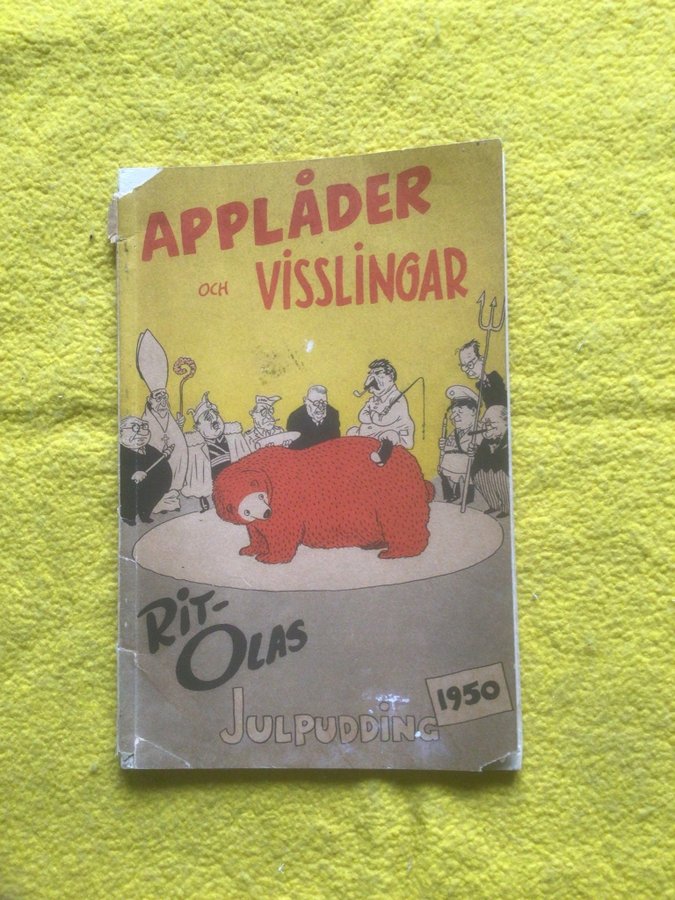 APPLÅDER
OCH VISSLINGAR
RIT-
OLAS
JULPUDDING
1950